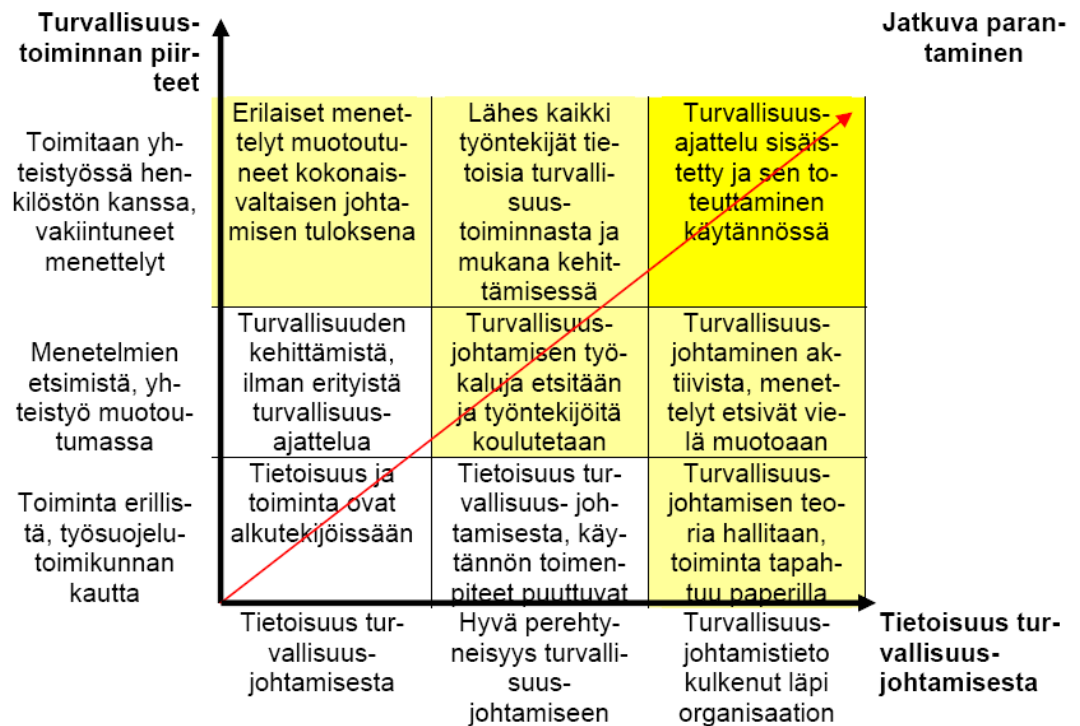 Turvallisuus-
toiminnan piir-
teet
Jatkuva paran-
taminen
Toimitaan yh-
teistyössä hen-
kilöstön kanssa,
vakiintuneet
menettelyt
Erilaiset menet-
telyt muotoutu-
neet kokonais-
valtaisen johta-
misen tuloksena
Lähes kaikki
työntekijät tie-
toisia turvalli-
suus-
toiminnasta ja
mukana kehit-
tämisessä
Turvallisuus-
ajattelu sisäis-
tetty ja sen to-
teuttaminen
käytännössä
Menetelmien
etsimistä, yh-
teistyö muotou-
tumassa
Turvallisuuden
kehittämistä,
ilman erityistä
turvallisuus-
ajattelua
Turvallisuus-
johtamisen työ-
kaluja etsitään
ja työntekijöitä
koulutetaan
Turvallisuus-
johtaminen ak-
tiivista, menet-
telyt etsivät vie-
lä muotoaan
Toiminta erillis-
tä, työsuojelu-
toimikunnan
kautta
Tietoisuus ja
toiminta ovat
alkutekijöissään
Tietoisuus tur-
vallisuus- joh-
tamisesta, käy-
tännön toimen-
piteet puuttuvat
Turvallisuus-
johtamisen teo-
ria hallitaan,
toiminta tapah-
tuu paperilla
Tietoisuus tur-
vallisuus-
johtamisesta
Hyvä perehty-
neisyys turvalli-
suus-
johtamiseen
Turvallisuus-
johtamistieto
kulkenut läpi
organisaation
Tietoisuus tur-
vallisuus-
johtamisesta